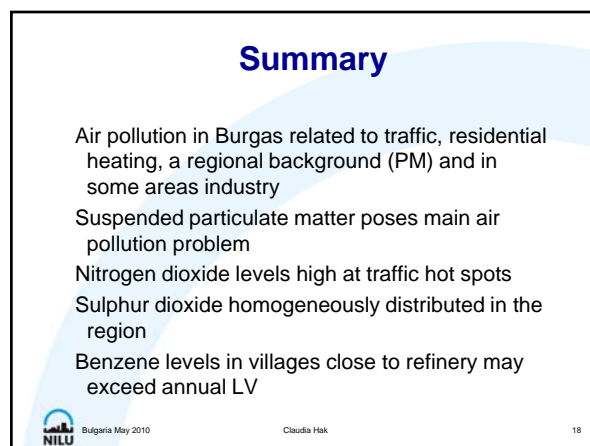 Summary
Air pollution in Burgas related to traffic, residential
heating, a regional background (PM) and in
some areas industry
Suspended particulate matter poses main air
pollution problem
Nitrogen dioxide levels high at traffic hot spots
Sulphur dioxide homogeneously distributed in the
region
Benzene levels in villages close to refinery may
exceed annual LV
NILU
Bulgaria May 2010 Claudia Hak 18